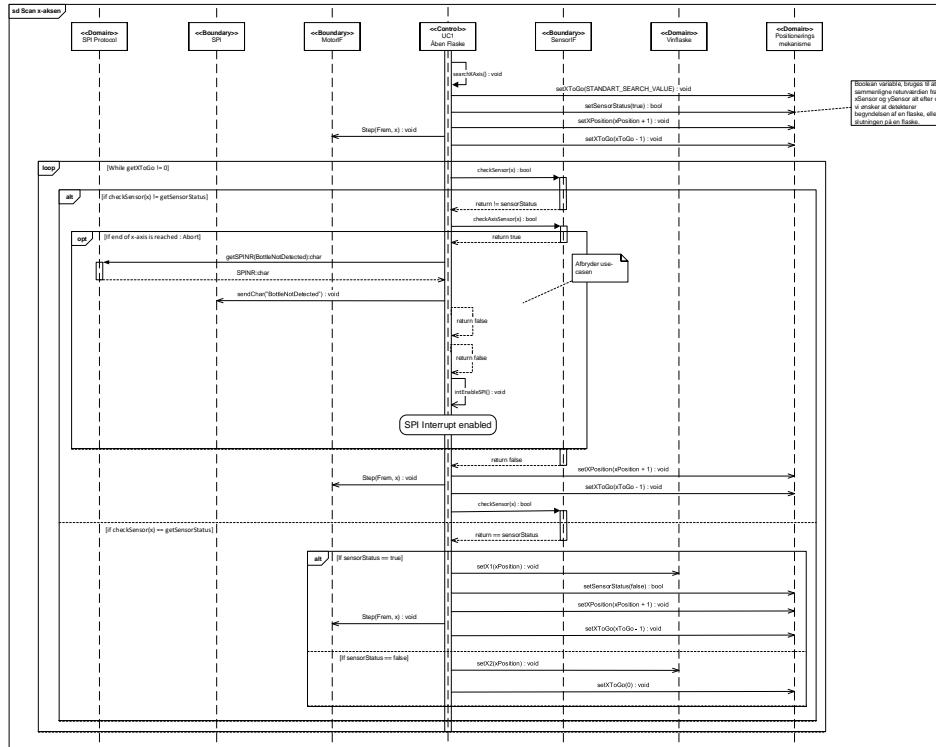 sd Scan x-aksen
<<Domain>>
SPI Protocol
<<Boundary>>
SPI
<<Boundary>>
MotorIF
<<Control>>
UC1
Åben Flaske
<<Boundary>>
SensorIF
<<Domain>>
Vinflaske
<<Domain>>
Positionerings
mekanisme
searchXAxis() : void
setXToGo(STANDART_SEARCH_VALUE) : void
Boolean variable, bruges til at
sammenligne returværdien fra
xSensor og ySensor alt efter
vi ønsker at detekterer
begyndelsen af en flaske,
slutningen på en flaske.
setSensorStatus(true) : bool
setXPosition(xPosition + 1) : void
Step(Frem, x) : void
setXToGo(xToGo - 1) : void
loop
[While getXToGo != 0]
checkSensor(x) : bool
alt
[if checkSensor(x) != getSensorStatus]
return != sensorStatus
checkAxisSensor(x) : bool
opt
[If end of x-axis is reached : Abort]
return true
getSPINR(BottleNotDetected):char
Afbryder use-
casen
SPINR:char
sendChar("BottleNotDetected") : void
return false
return false
intEnableSPI() : void
SPI Interrupt enabled
return false
setXPosition(xPosition + 1) : void
Step(Frem, x) : void
setXToGo(xToGo - 1) : void
checkSensor(x) : bool
[if checkSensor(x) == getSensorStatus]
return == sensorStatus
alt
[If sensorStatus == true]
setX1(xPosition) : void
setSensorStatus(false) : bool
setXPosition(xPosition + 1) : void
Step(Frem, x) : void
setXToGo(xToGo - 1) : void
[If sensorStatus == false]
setX2(xPosition) : void
setXToGo(0) : void